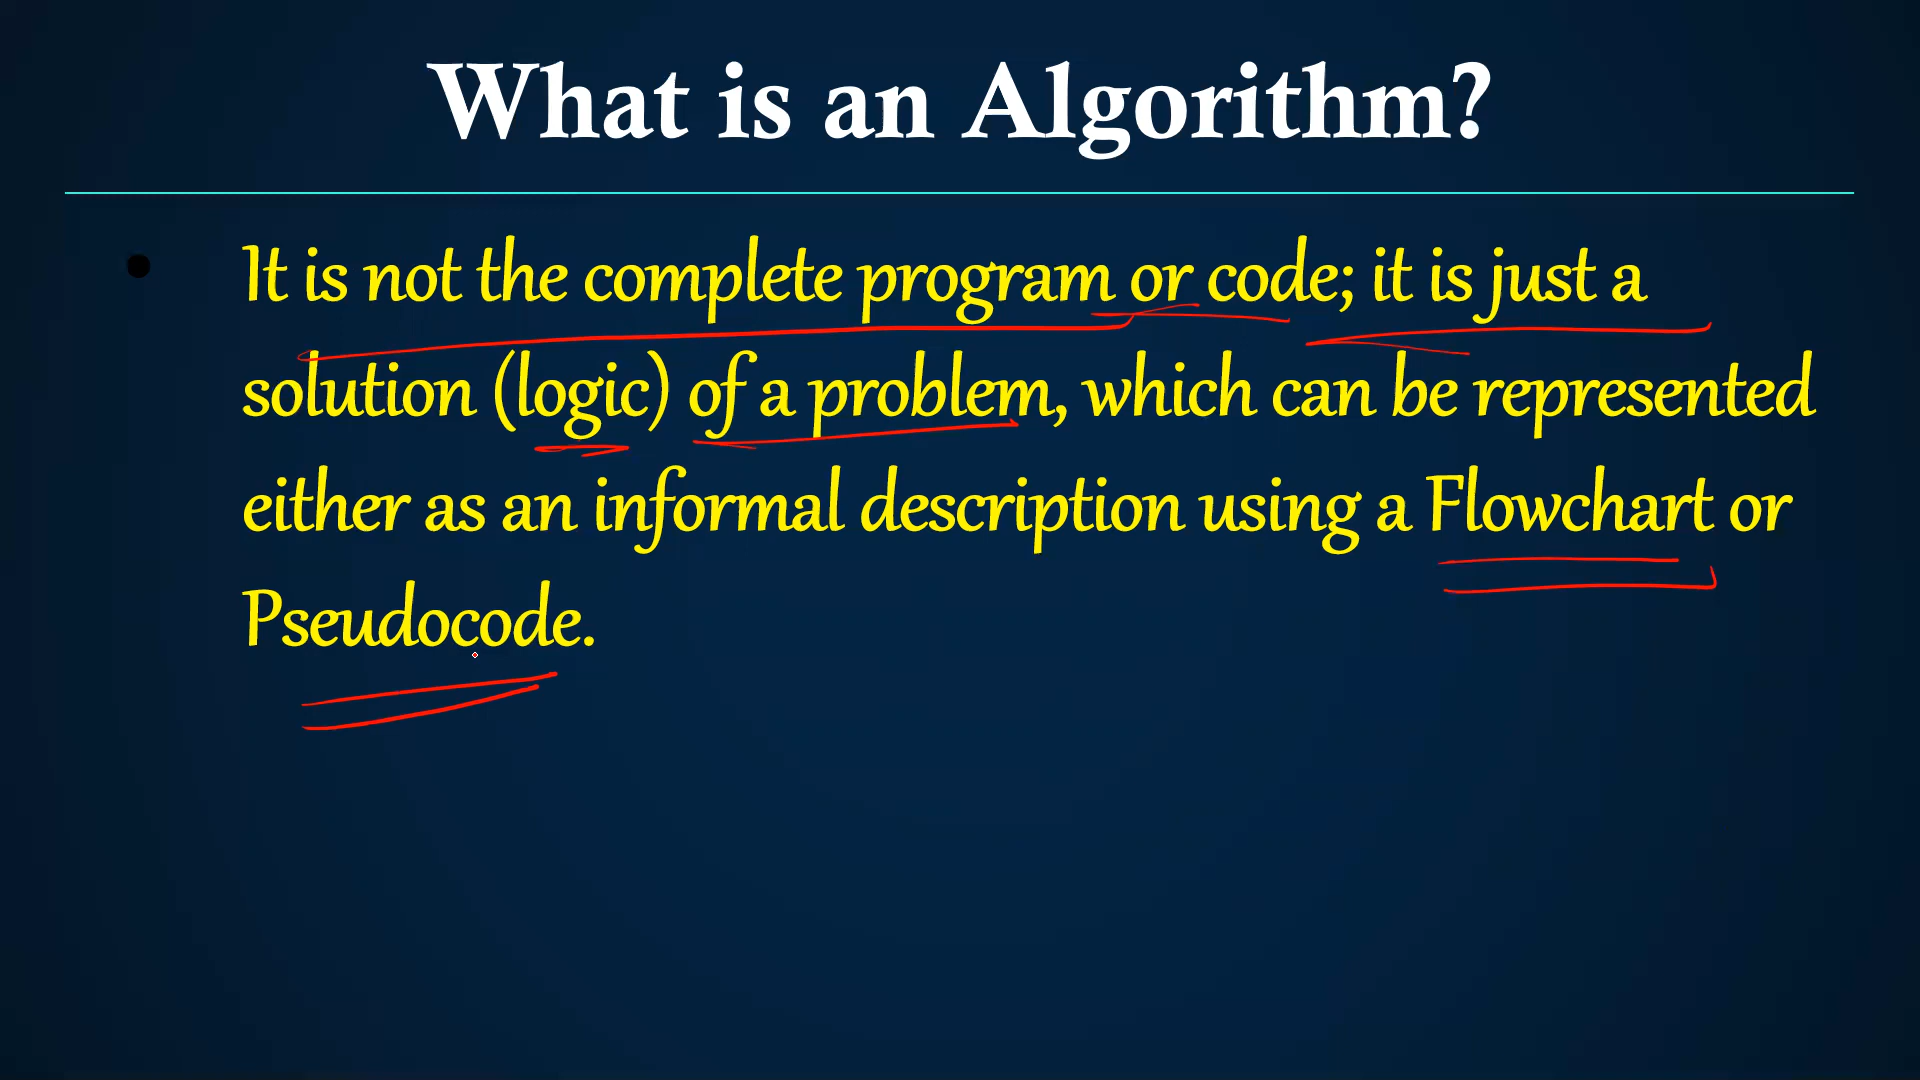 What is an Algorithm?
• It is not the complete program or code; it is just a
solution (logic) of a problem, which can be represented
either as an informal description using a Flowchart or
Pseudocode.